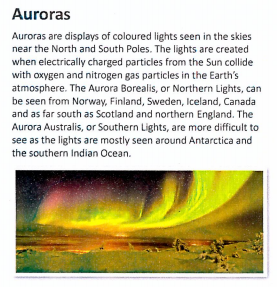 Auroras
Auroras are displays of coloured lights seen in the skies
near the North and South Poles. The lights are created
when electrically charged particles from the Sun collide
with oxygen and nitrogen gas particles in the Earth's
atmosphere. The Aurora Borealis, or Northern Lights, can
be seen from Norway, Finland, Sweden, Iceland, Canada
and as far south as Scotland and northern England. The
Aurora Australis, or Southern Lights, are more difficult to
see as the lights are mostly seen around Antarctica and
the southern Indian Ocean.